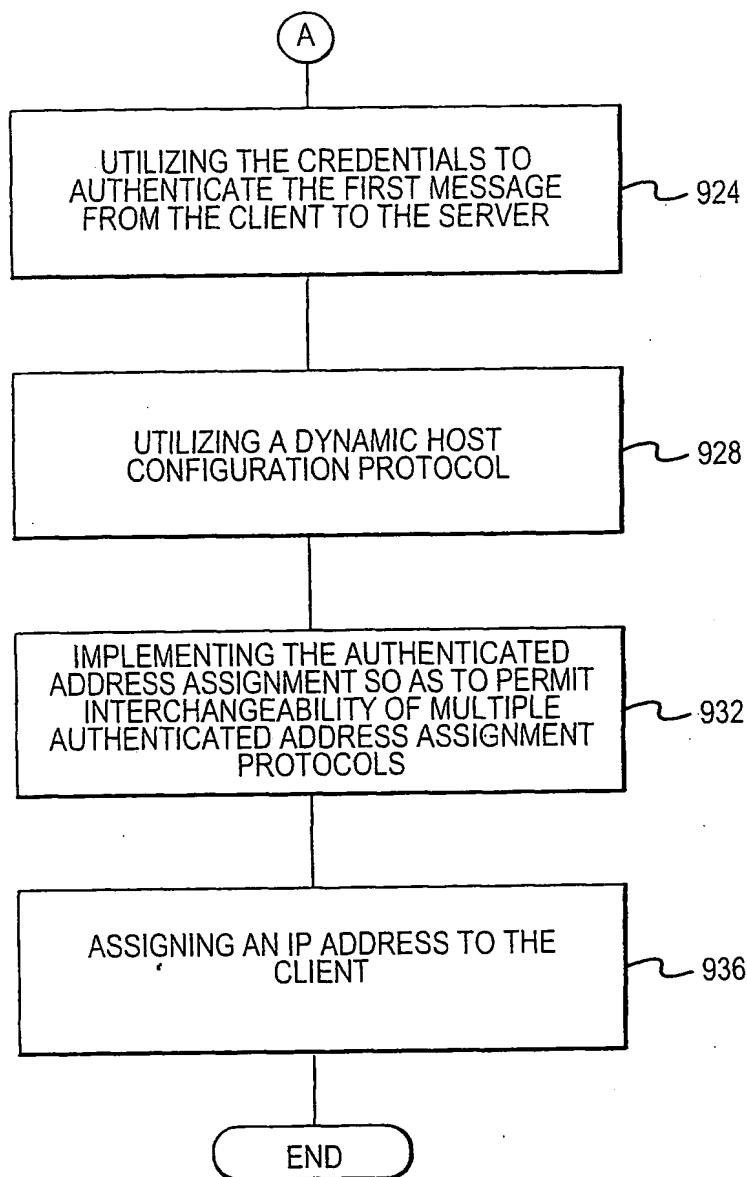 A
UTILIZING THE CREDENTIALS TO
AUTHENTICATE THE FIRST MESSAGE
FROM THE CLIENT TO THE SERVER
924
UTILIZING A DYNAMIC HOST
CONFIGURATION PROTOCOL
928
IMPLEMENTING THE AUTHENTICATED
ADDRESS ASSIGNMENT SO AS TO PERMIT
INTERCHANGEABILITY OF MULTIPLE
AUTHENTICATED ADDRESS ASSIGNMENT
PROTOCOLS
932
ASSIGNING AN IP ADDRESS TO THE
CLIENT
936
END